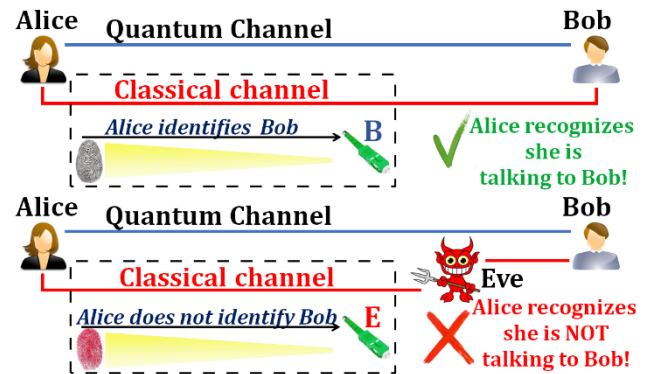 Alice
Quantum Channel
Bob
Classical channel
Alice identifies Bob
B
Alice recognizes
she is
talking to Bob!
Alice
Quantum Channel
Bob
Classical channel
Eve
Alice does not identify Bob
E
Alice recognizes
she is NOT
talking to Bob!